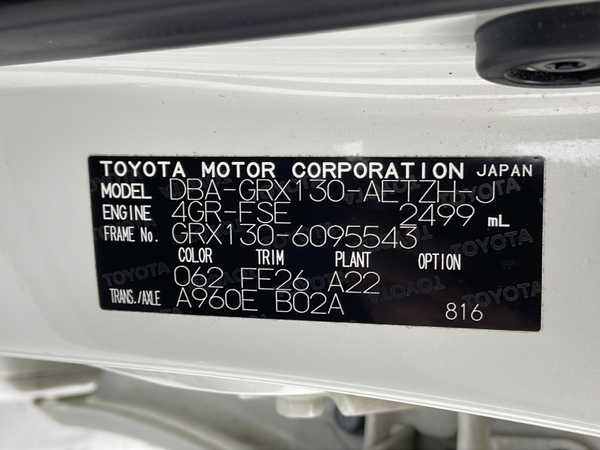 TOYOTA MOTOR CORPORATION JAPAN
MODEL DBA-GRX130-AETZH-J
ENGINE 4GR-FSE 2499 mL
FRAME No. GRX130-6095543
COLOR TRIM PLANT OPTION
062 FE26 A22
TRANS./AXLE A960E B02A
816